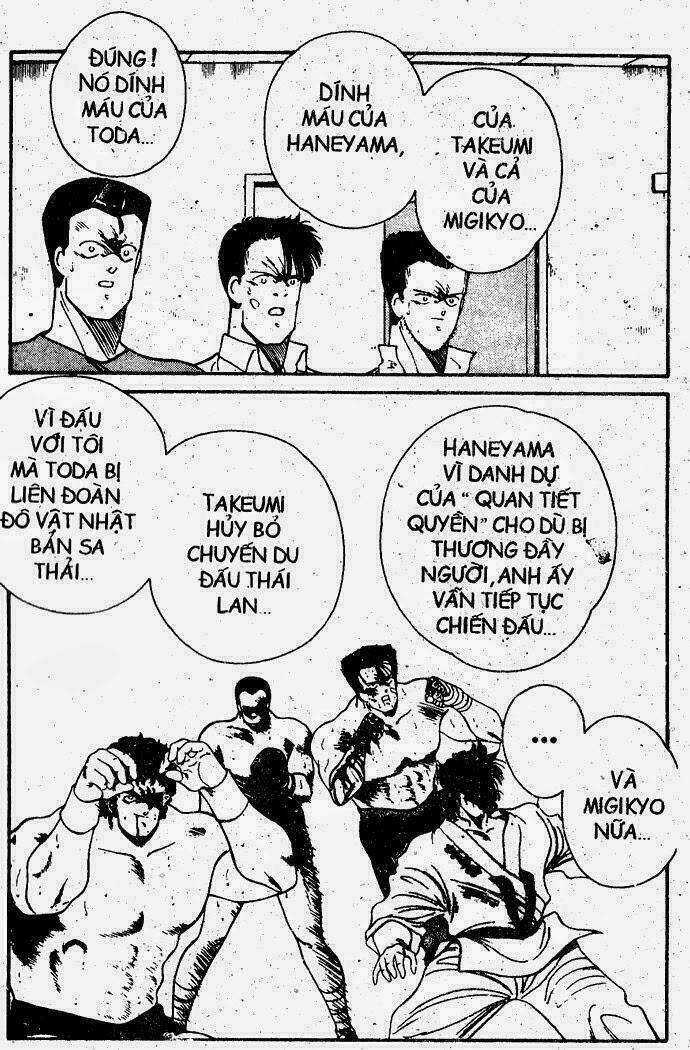 ĐÚNG!
NÓ DÍNH
MÁU CỦA
TODA...
DÍNH
MÁU CỦA
HANEYAMA,
CỦA
TAKEUMI
VÀ CẢ
CỦA
MIGIKYO...
VÌ ĐẤU
VỚI TÔI
MÀ TODA BỊ
LIÊN ĐOÀN
ĐÔ VẬT NHẬT
BẢN SA
THẢI...
TAKEUMI
HỦY BỎ
CHUYẾN DU
ĐẤU THÁI
LAN...
HANEYAMA
VÌ DANH DỰ
CỦA "QUAN TIẾT
QUYỀN" CHO DÙ BỊ
THƯƠNG ĐẦY
NGƯỜI, ANH ẤY
VẪN TIẾP TỤC
CHIẾN ĐẤU...
...
VÀ
MIGIKYO
NỮA...